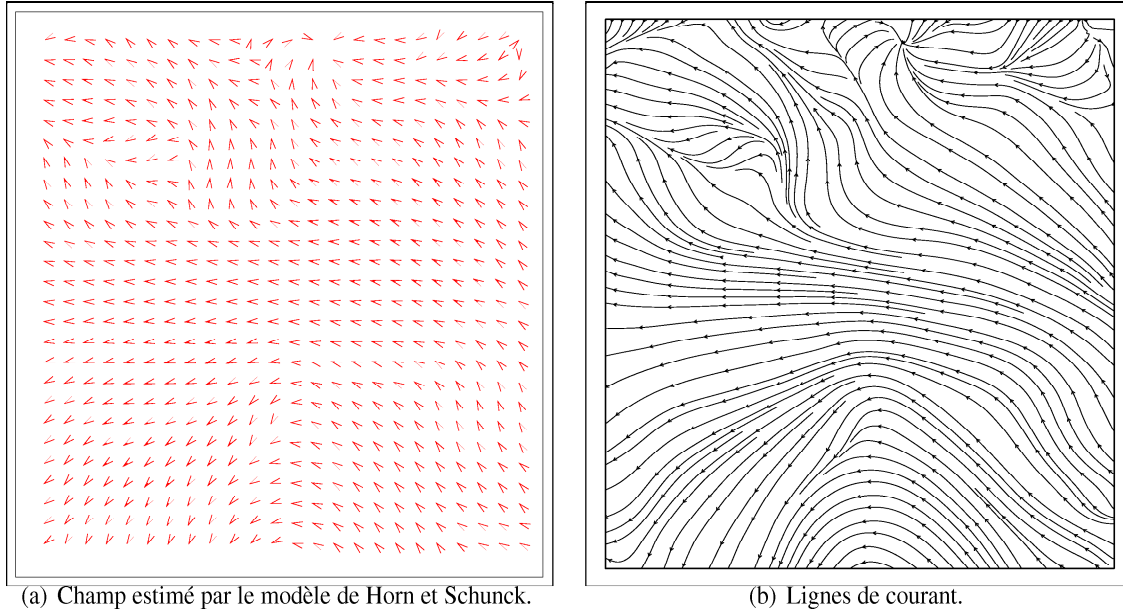 (a) Champ estimé par le modèle de Horn et Schunck.
(b) Lignes de courant.